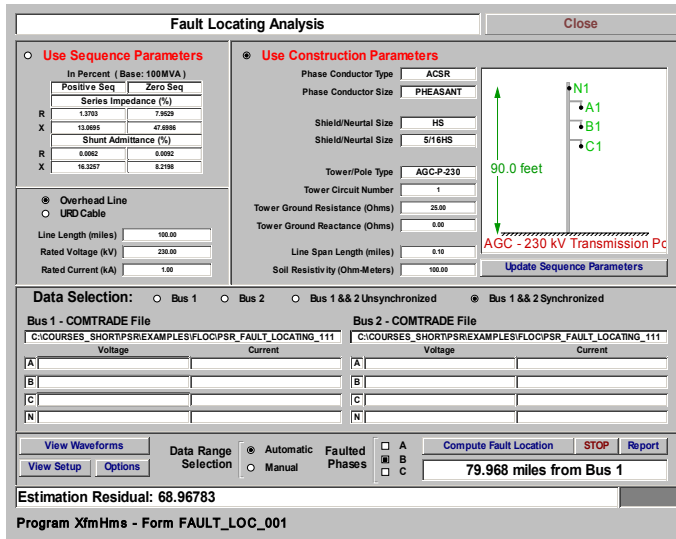 Fault Locating Analysis
Close
Use Sequence Parameters
In Percent ( Base: 100MVA )
Positive Seq Zero Seq
Series Impedance (%)
R 1.3703 7.9529
X 13.0695 47.6986
Shunt Admittance (%)
R 0.0062 0.0092
X 16.3257 8.2198
Overhead Line
URD Cable
Line Length (miles) 100.00
Rated Voltage (kV) 230.00
Rated Current (kA) 1.00
Use Construction Parameters
Phase Conductor Type ACSR
Phase Conductor Size PHEASANT
Shield/Neurtal Size HS
Shield/Neurtal Size 5/16HS
Tower/Pole Type AGC-P-230
Tower Circuit Number 1
Tower Ground Resistance (Ohms) 25.00
Tower Ground Reactance (Ohms) 0.00
Line Span Length (miles) 0.10
Soil Resistivity (Ohm-Meters) 100.00
N1
A1
B1
C1
90.0 feet
AGC - 230 kV Transmission Po
Update Sequence Parameters
Data Selection: Bus 1 Bus 2 Bus 1 && 2 Unsynchronized Bus 1 && 2 Synchronized
Bus 1 - COMTRADE File
C:\COURSES_SHORT\PSR\EXAMPLES\FLOC\PSR_FAULT_LOCATING_111
Voltage Current
A
B
C
N
Bus 2 - COMTRADE File
C:\COURSES_SHORT\PSR\EXAMPLES\FLOC\PSR_FAULT_LOCATING_111
Voltage Current
A
B
C
N
View Waveforms
View Setup Options
Data Range Selection
Automatic
Manual
Faulted Phases
A
B
C
Compute Fault Location STOP Report
79.968 miles from Bus 1
Estimation Residual: 68.96783
Program XfmHms - Form FAULT_LOC_001